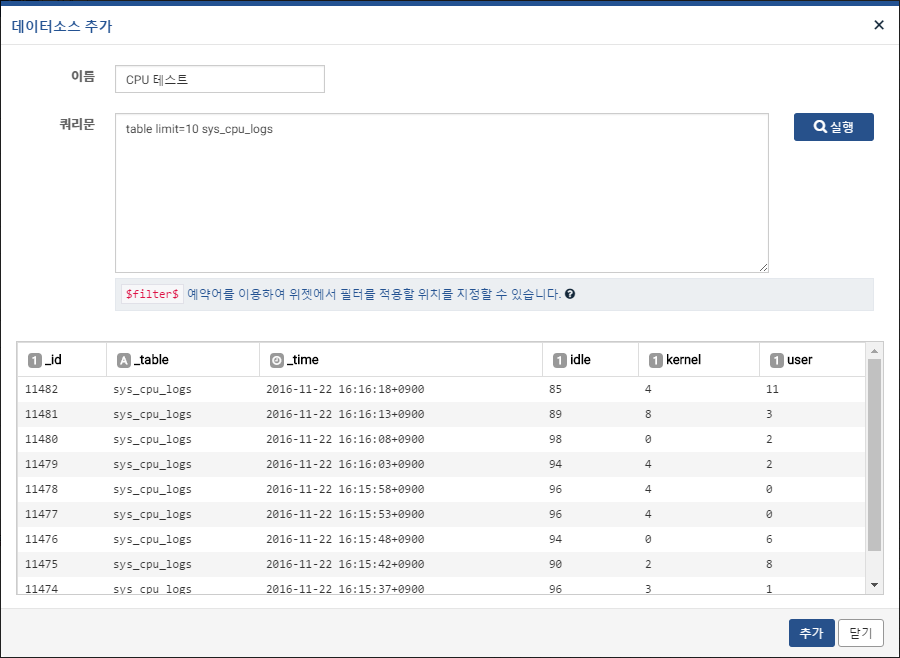 데이터소스 추가 ×
이름 CPU 테스트
쿼리문 table limit=10 sys_cpu_logs 실행
$filter$ 예약어를 이용하여 위젯에서 필터를 적용할 위치를 지정할 수 있습니다. ?
1 _id A _table _time 1 idle 1 kernel 1 user
11482 sys_cpu_logs 2016-11-22 16:16:18+0900 85 4 11
11481 sys_cpu_logs 2016-11-22 16:16:13+0900 89 8 3
11480 sys_cpu_logs 2016-11-22 16:16:08+0900 98 0 2
11479 sys_cpu_logs 2016-11-22 16:16:03+0900 94 4 2
11478 sys_cpu_logs 2016-11-22 16:15:58+0900 96 4 0
11477 sys_cpu_logs 2016-11-22 16:15:53+0900 96 4 0
11476 sys_cpu_logs 2016-11-22 16:15:48+0900 94 0 6
11475 sys_cpu_logs 2016-11-22 16:15:42+0900 90 2 8
11474 sys_cpu_logs 2016-11-22 16:15:37+0900 96 3 1
추가 닫기